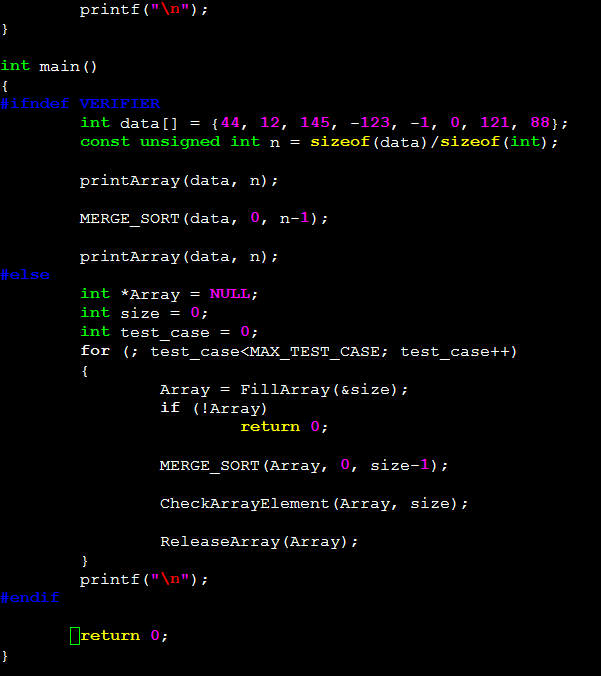 printf("\n");
}

int main()
{
#ifndef VERIFIER
        int data[] = {44, 12, 145, -123, -1, 0, 121, 88};
        const unsigned int n = sizeof(data)/sizeof(int);

        printArray(data, n);

        MERGE_SORT(data, 0, n-1);

        printArray(data, n);
#else
        int *Array = NULL;
        int size = 0;
        int test_case = 0;
        for (; test_case<MAX_TEST_CASE; test_case++)
        {
                Array = FillArray(&size);
                if (!Array)
                        return 0;

                MERGE_SORT(Array, 0, size-1);

                CheckArrayElement(Array, size);

                ReleaseArray(Array);
        }
        printf("\n");
#endif

        return 0;
}